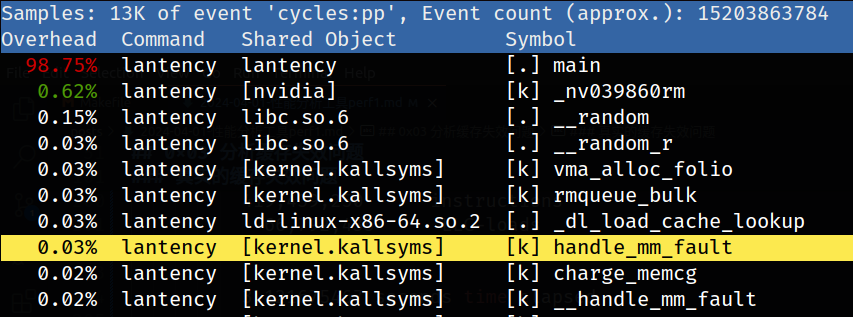 Samples: 13K of event 'cycles:pp', Event count (approx.): 15203863784
Overhead  Command   Shared Object         Symbol
98.75%  lantency  lantency              [.] main
0.62%  lantency  [nvidia]              [k] _nv039860rm
0.15%  lantency  libc.so.6             [.] __random
0.03%  lantency  libc.so.6             [.] __random_r
0.03%  lantency  [kernel.kallsyms]     [k] vma_alloc_folio
0.03%  lantency  [kernel.kallsyms]     [k] rmqueue_bulk
0.03%  lantency  ld-linux-x86-64.so.2  [.] _dl_load_cache_lookup
0.03%  lantency  [kernel.kallsyms]     [k] handle_mm_fault
0.02%  lantency  [kernel.kallsyms]     [k] charge_memcg
0.02%  lantency  [kernel.kallsyms]     [k] __handle_mm_fault